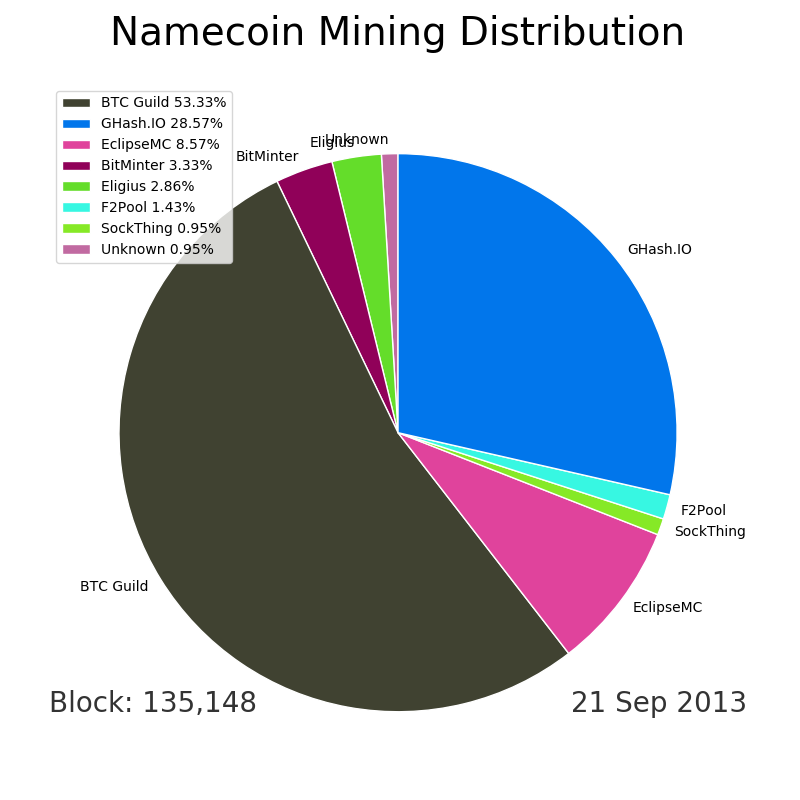 Namecoin Mining Distribution
BTC Guild 53.33%
GHash.IO 28.57%
EclipseMC 8.57%
BitMinter 3.33%
Eligius 2.86%
F2Pool 1.43%
SockThing 0.95%
Unknown 0.95%
Unknown
Eligius
BitMinter
GHash.IO
F2Pool
SockThing
BTC Guild
EclipseMC
Block: 135,148
21 Sep 2013